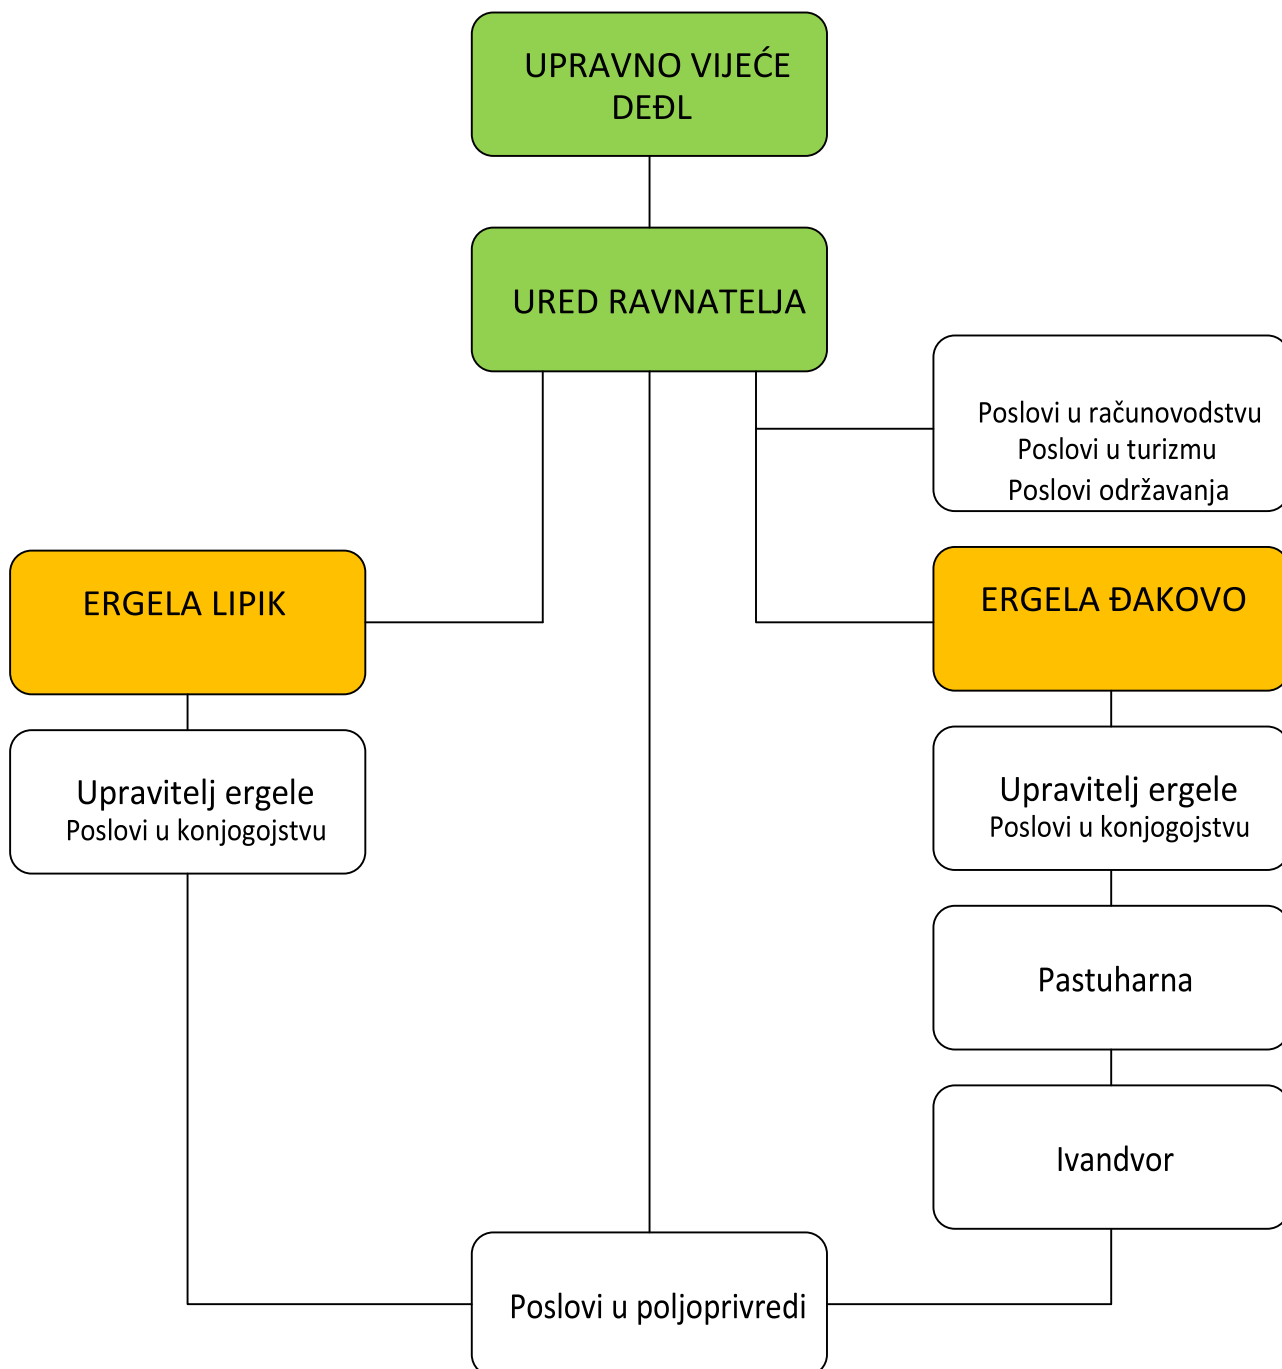 UPRAVNO VIJEĆE
DEĐL
URED RAVNATELJA
Poslovi u računovodstvu
Poslovi u turizmu
Poslovi održavanja
ERGELA LIPIK
ERGELA ĐAKOVO
Upravitelj ergele
Poslovi u konjogojstvu
Upravitelj ergele
Poslovi u konjogojstvu
Pastuharna
Ivandvor
Poslovi u poljoprivredi